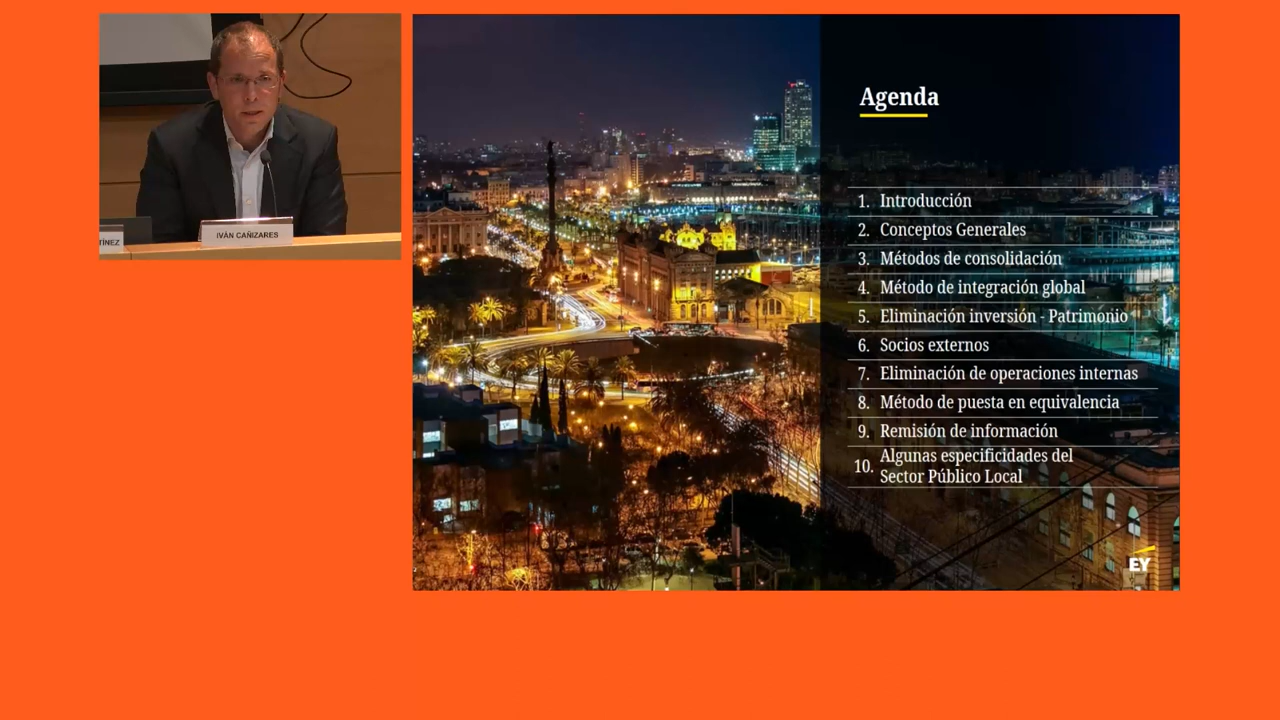 TÍNEZ
IVÁN CAÑIZARES
Agenda
1. Introducción
2. Conceptos Generales
3. Métodos de consolidación
4. Método de integración global
5. Eliminación inversión - Patrimonio
6. Socios externos
7. Eliminación de operaciones internas
8. Método de puesta en equivalencia
9. Remisión de información
10. Algunas especificidades del
Sector Público Local
EY